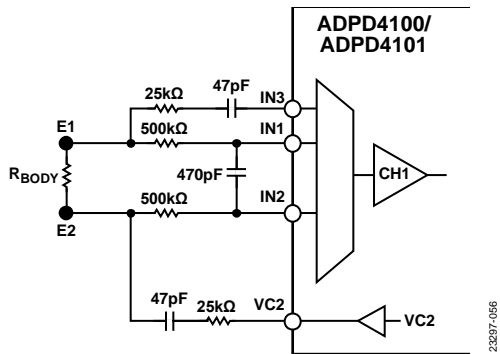 ADPD4100/
ADPD4101
47pF
25kΩ
IN3
E1
500kΩ
IN1
RBODY
470pF
CH1
500kΩ
IN2
E2
47pF
25kΩ
VC2
VC2
23297-056